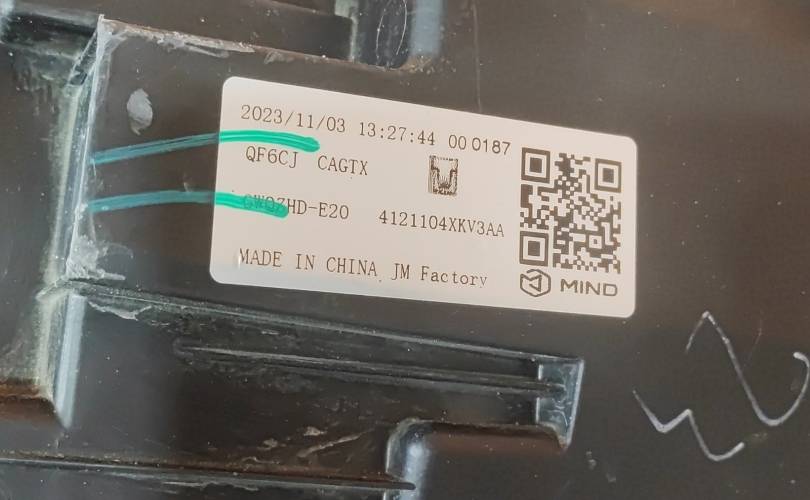 2023/11/03 13:27:44 00 0187
QF6CJ CAGTX
4121104XKV3AA
MADE IN CHINA JM Factory
MIND